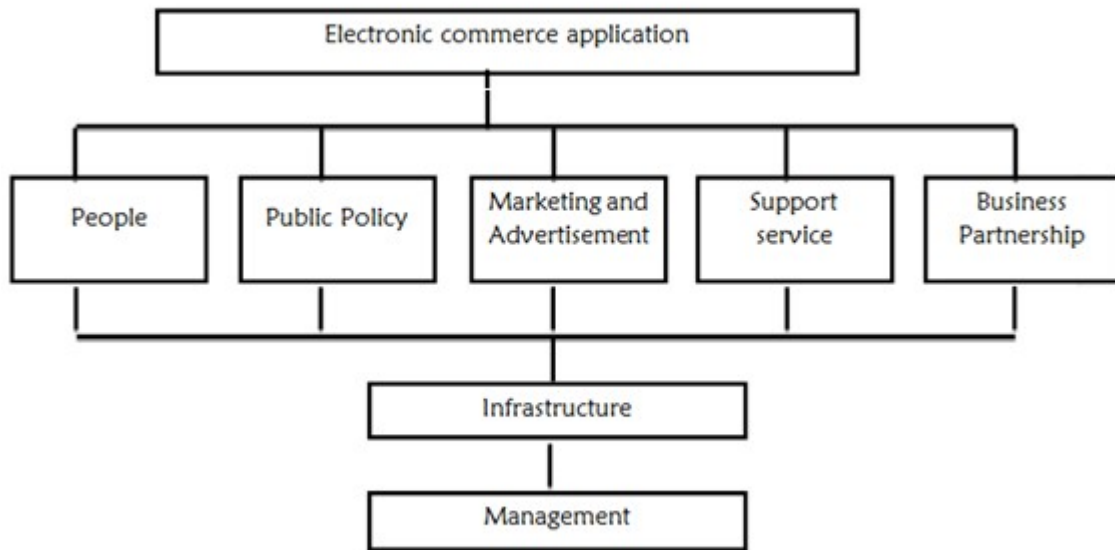 Electronic commerce application
People
Public Policy
Marketing and
Advertisement
Support
service
Business
Partnership
Infrastructure
Management